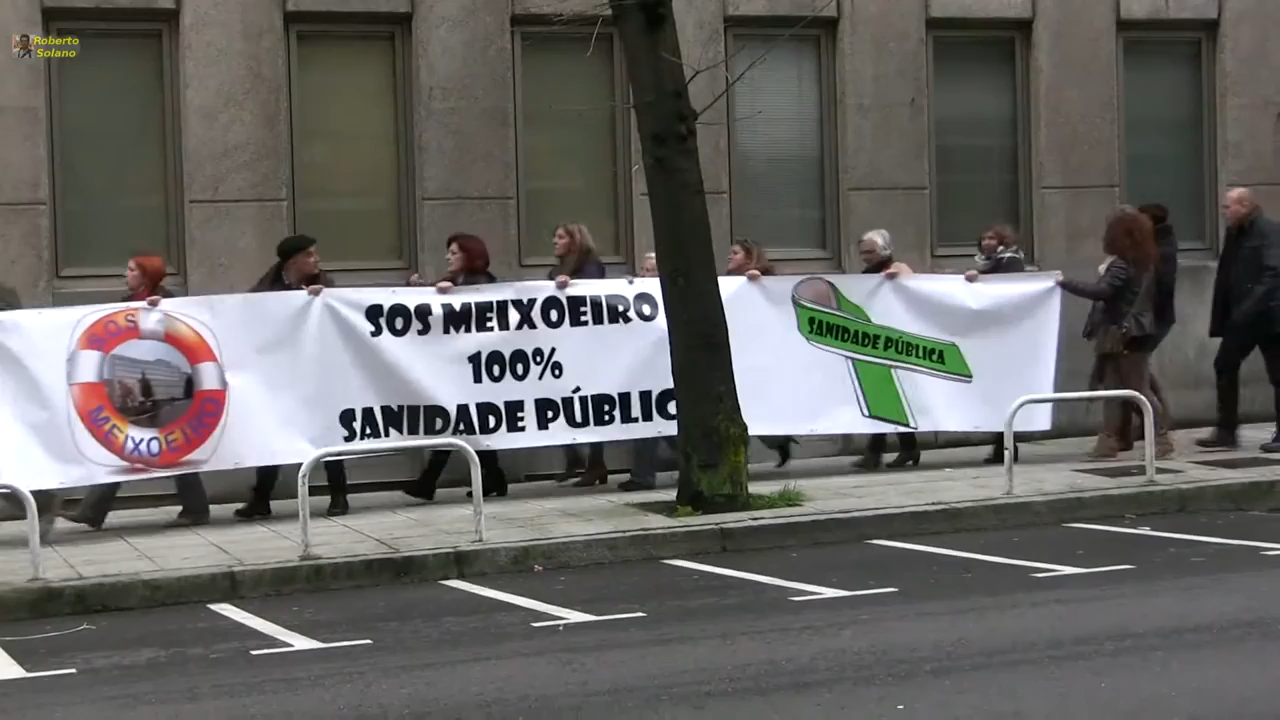 Roberto
Solano
SOS
MEIXOEIRO
SOS MEIXOEIRO
100%
SANIDADE PÚBLIC
SANIDADE PÚBLICA